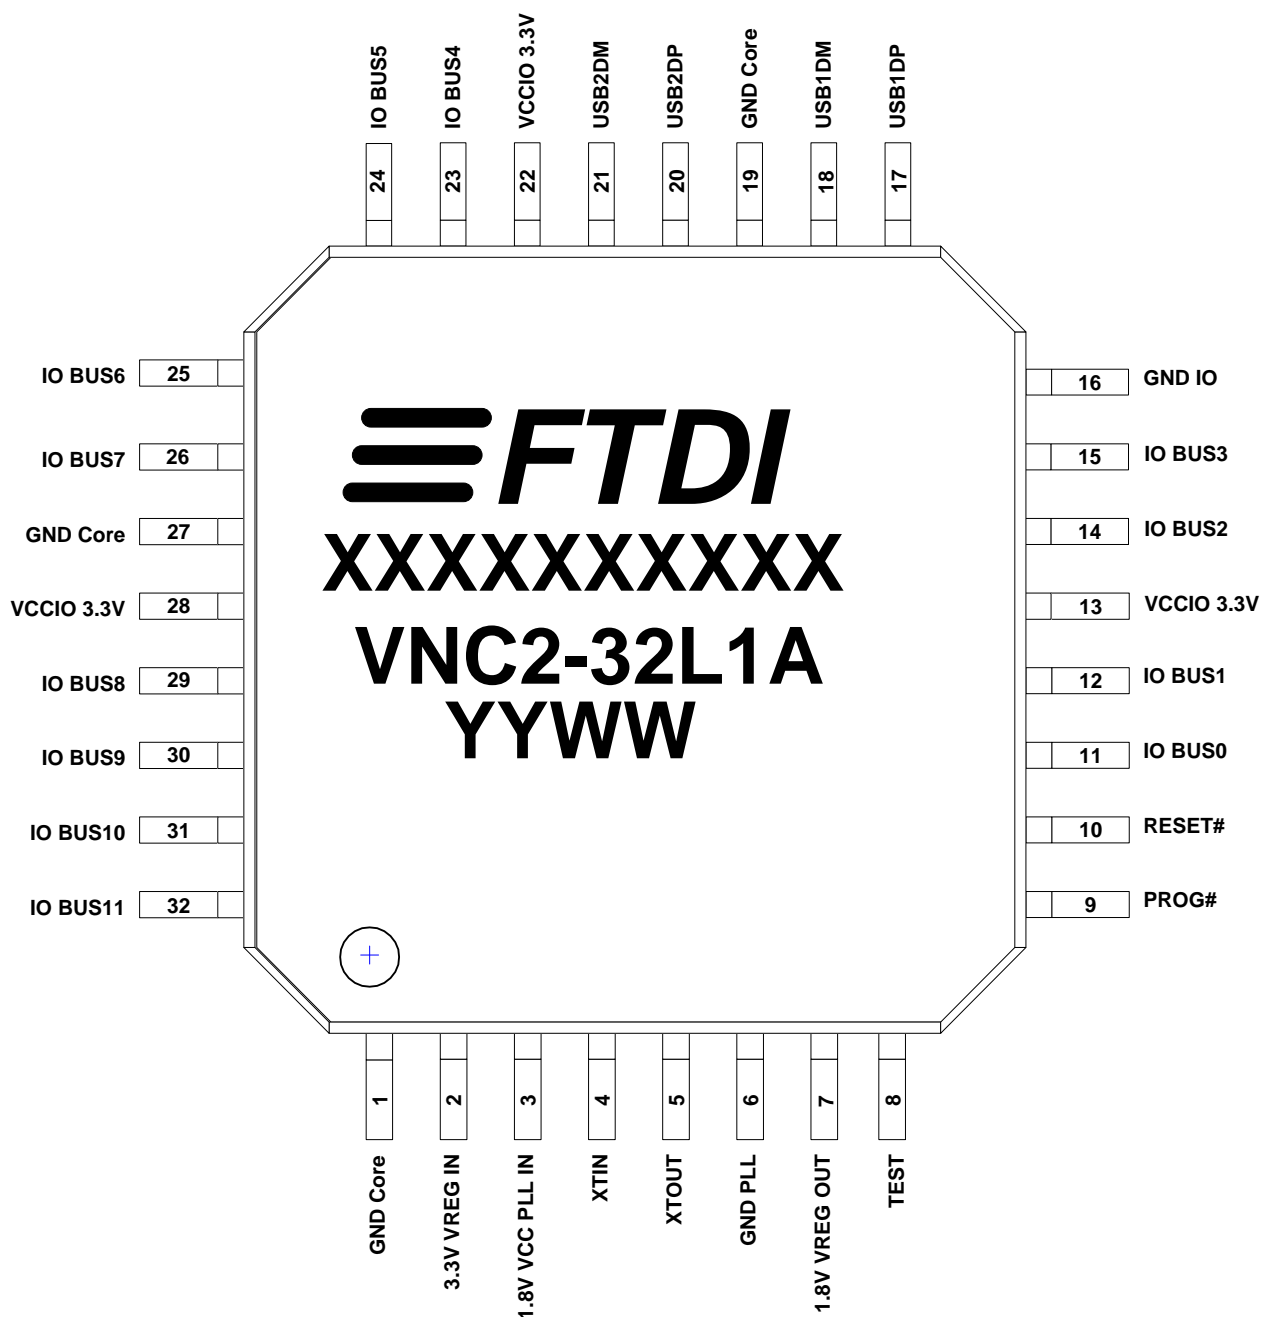 IO BUS5
IO BUS4
VCCIO 3.3V
USB2DM
USB2DP
GND Core
USB1DM
USB1DP
24
23
22
21
20
19
18
17
IO BUS6 25
IO BUS7 26
GND Core 27
VCCIO 3.3V 28
IO BUS8 29
IO BUS9 30
IO BUS10 31
IO BUS11 32
FTDI
XXXXXXXXXX
VNC2-32L1A
YYWW
16 GND IO
15 IO BUS3
14 IO BUS2
13 VCCIO 3.3V
12 IO BUS1
11 IO BUS0
10 RESET#
9 PROG#
1
2
3
4
5
6
7
8
GND Core
3.3V VREG IN
1.8V VCC PLL IN
XTIN
XTOUT
GND PLL
1.8V VREG OUT
TEST